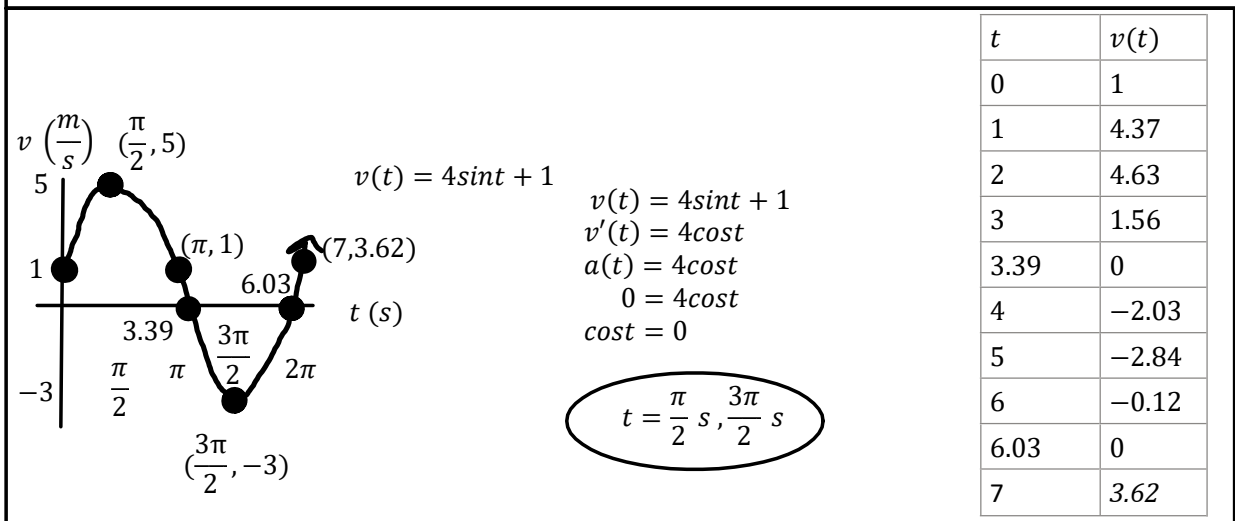 v (m/s) (π/2, 5)
5
v(t) = 4sint + 1
(π, 1)
(7,3.62)
1
6.03
t (s)
3.39
3π/2
π/2
π
2π
−3
(3π/2, −3)
v(t) = 4sint + 1
v′(t) = 4cost
a(t) = 4cost
0 = 4cost
cost = 0
t = π/2 s , 3π/2 s
t v(t)
0 1
1 4.37
2 4.63
3 1.56
3.39 0
4 −2.03
5 −2.84
6 −0.12
6.03 0
7 3.62